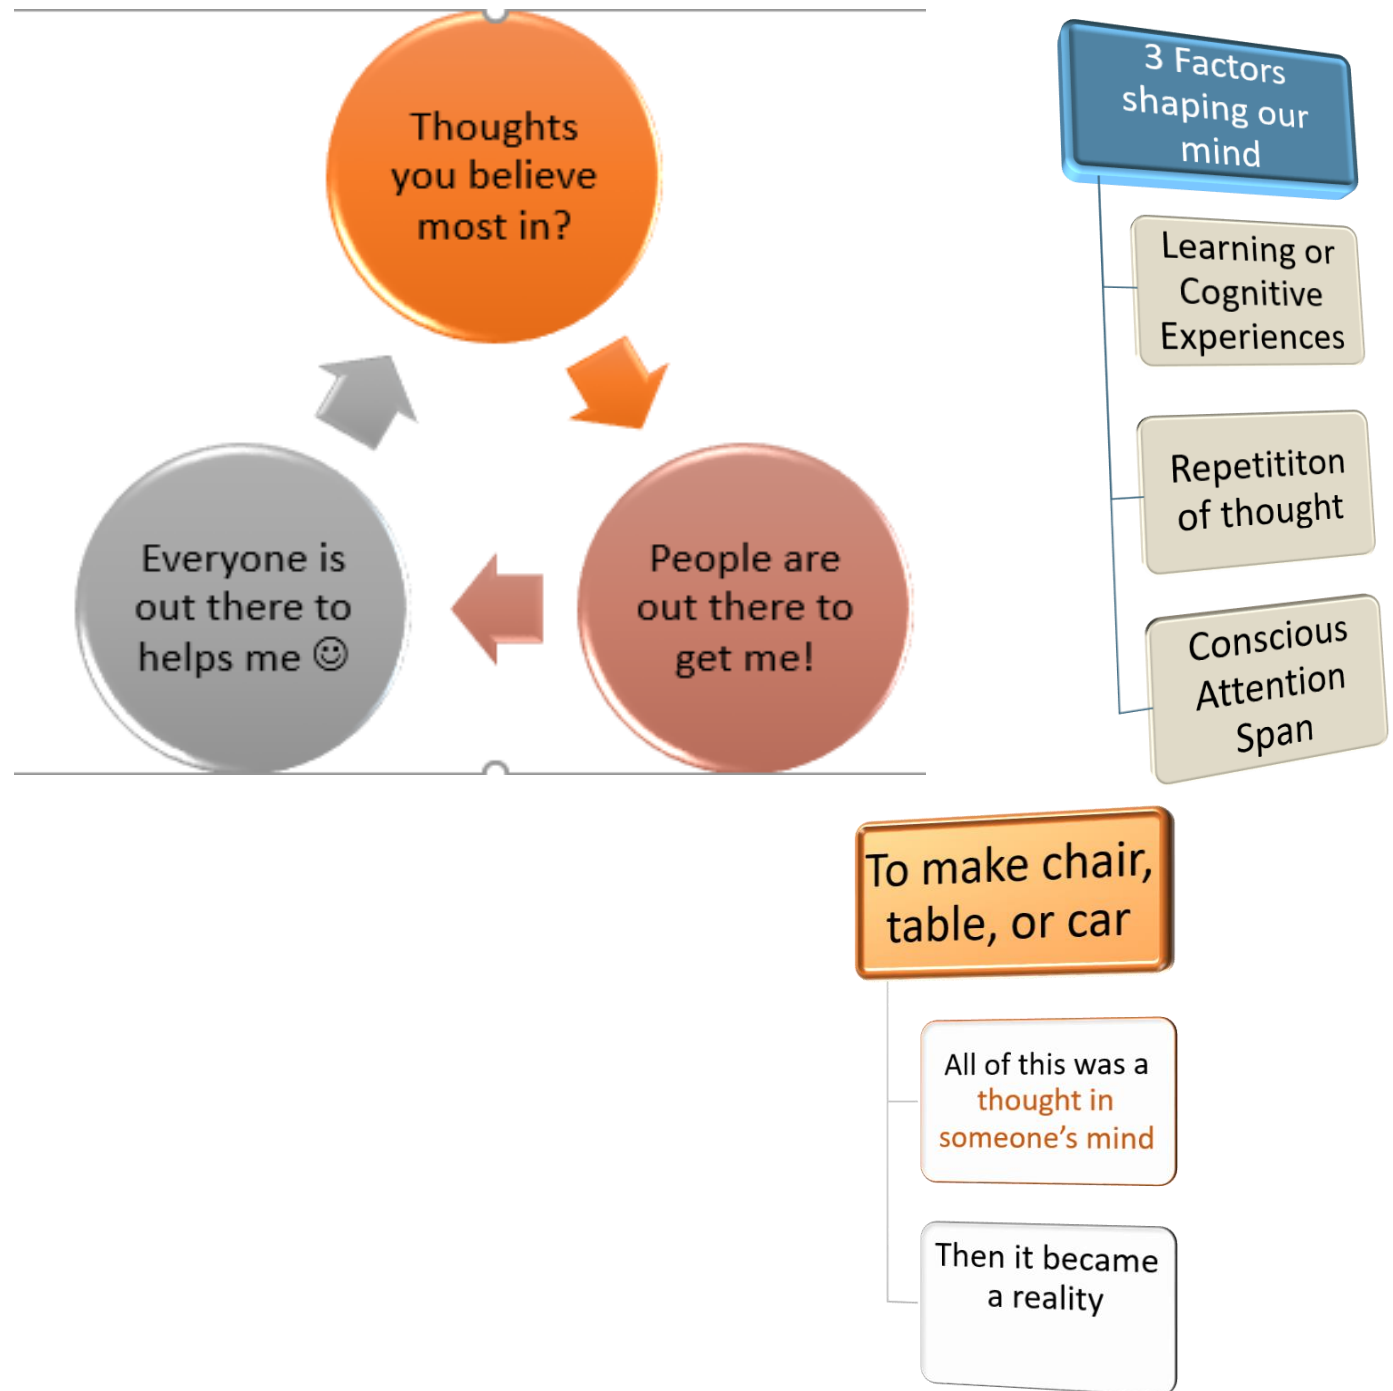 Thoughts
you believe
most in?
People are
out there to
get me!
Everyone is
out there to
helps me ☺
3 Factors
shaping our
mind
Learning or
Cognitive
Experiences
Repetititon
of thought
Conscious
Attention
Span
To make chair,
table, or car
All of this was a
thought in
someone's mind
Then it became
a reality